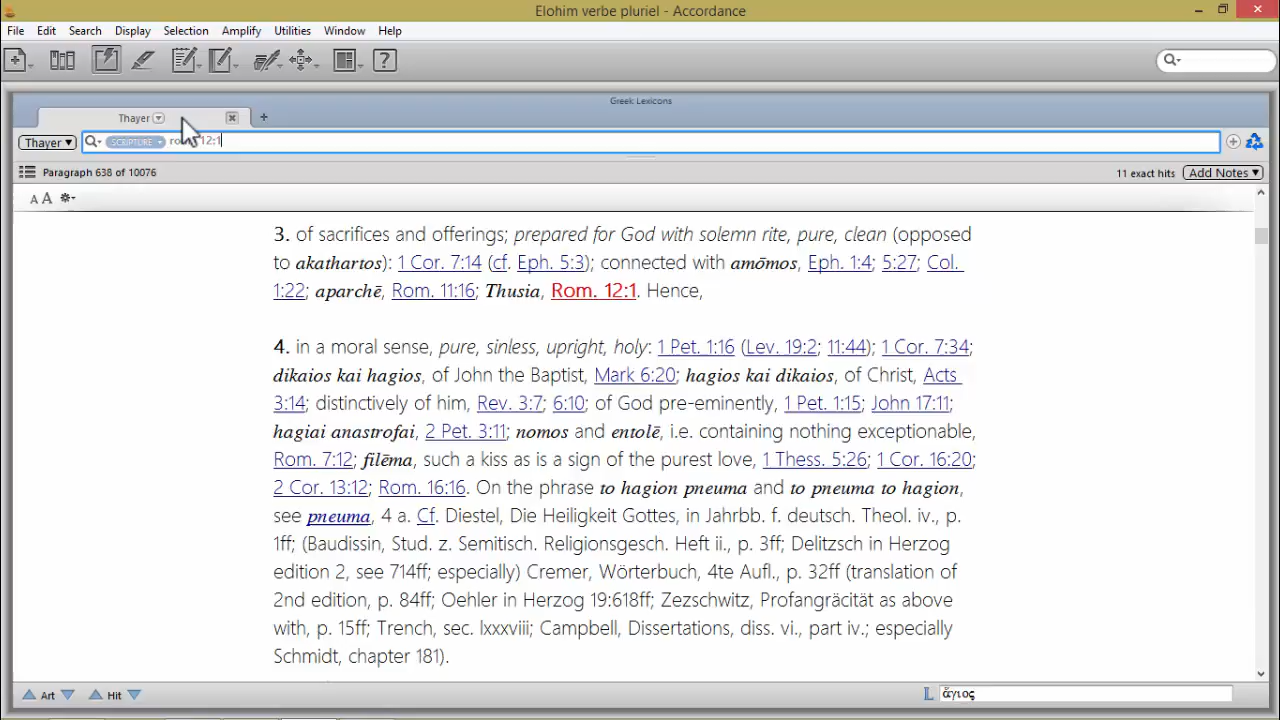 Elohim verbe pluriel - Accordance
File Edit Search Display Selection Amplify Utilities Window Help
Greek Lexicons
Thayer
Thayer SCRIPTURE 12:1
Paragraph 638 of 10076 11 exact hits Add Notes
A A
3. of sacrifices and offerings; prepared for God with solemn rite, pure, clean (opposed
to akathartos): 1 Cor. 7:14 (cf. Eph. 5:3); connected with amōmos, Eph. 1:4; 5:27; Col.
1:22; aparchē, Rom. 11:16; Thusia, Rom. 12:1. Hence,
4. in a moral sense, pure, sinless, upright, holy: 1 Pet. 1:16 (Lev. 19:2; 11:44); 1 Cor. 7:34;
dikaios kai hagios, of John the Baptist, Mark 6:20; hagios kai dikaios, of Christ, Acts
3:14; distinctively of him, Rev. 3:7; 6:10; of God pre-eminently, 1 Pet. 1:15; John 17:11;
hagiai anastrofai, 2 Pet. 3:11; nomos and entolē, i.e. containing nothing exceptionable,
Rom. 7:12; filēma, such a kiss as is a sign of the purest love, 1 Thess. 5:26; 1 Cor. 16:20;
2 Cor. 13:12; Rom. 16:16. On the phrase to hagion pneuma and to pneuma to hagion,
see pneuma, 4 a. Cf. Diestel, Die Heiligkeit Gottes, in Jahrbb. f. deutsch. Theol. iv., p.
1ff; (Baudissin, Stud. z. Semitisch. Religionsgesch. Heft ii., p. 3ff; Delitzsch in Herzog
edition 2, see 714ff; especially) Cremer, Wörterbuch, 4te Aufl., p. 32ff (translation of
2nd edition, p. 84ff; Oehler in Herzog 19:618ff; Zezschwitz, Profangräcität as above
with, p. 15ff; Trench, sec. lxxxviii; Campbell, Dissertations, diss. vi., part iv.; especially
Schmidt, chapter 181).
Art Hit L ἅγιος